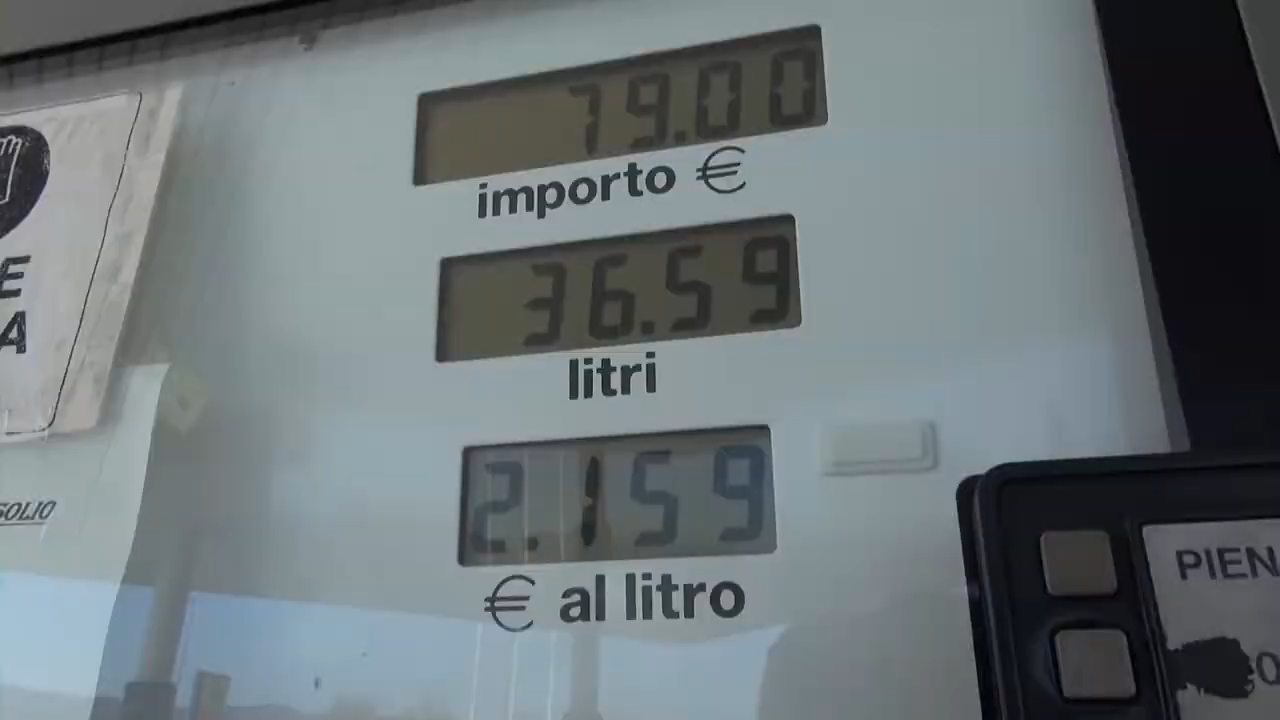 79.00
importo €
36.59
litri
2.159
€ al litro
E
A
SOLIO
PIEN